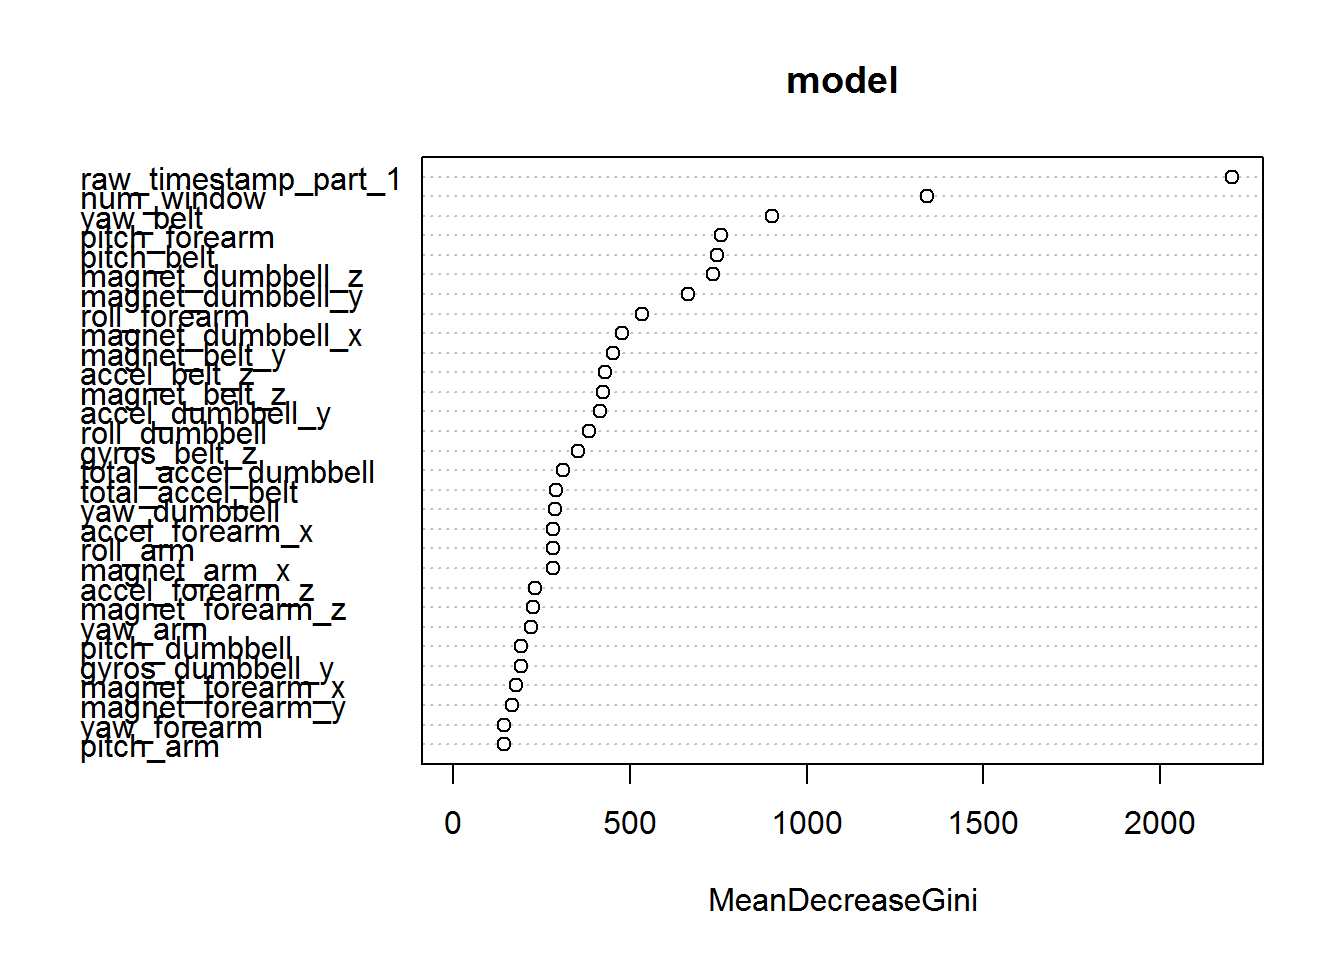 model
raw_timestamp_part_1
num_window
yaw_belt
pitch_forearm
pitch_belt
magnet_dumbbell_z
magnet_dumbbell_y
roll_forearm
magnet_dumbbell_x
magnet_belt_y
accel_belt_z
magnet_belt_z
accel_dumbbell_y
roll_dumbbell
gyros_belt_z
total_accel_dumbbell
total_accel_belt
yaw_dumbbell
accel_forearm_x
roll_arm
magnet_arm_x
accel_forearm_z
magnet_forearm_z
yaw_arm
pitch_dumbbell
gyros_dumbbell_y
magnet_forearm_x
magnet_forearm_y
yaw_forearm
pitch_arm
0 500 1000 1500 2000
MeanDecreaseGini